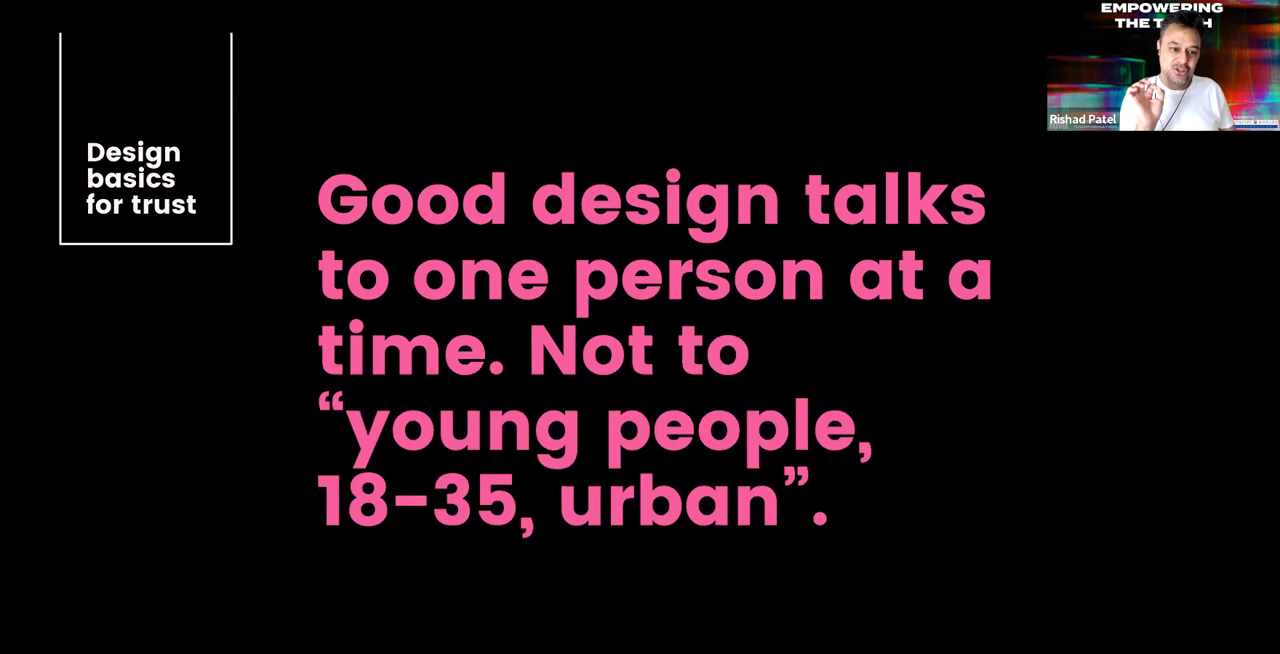 Design
basics
for trust
Good design talks
to one person at a
time. Not to
“young people,
18-35, urban”.
EMPOWERING
Rishad Patel